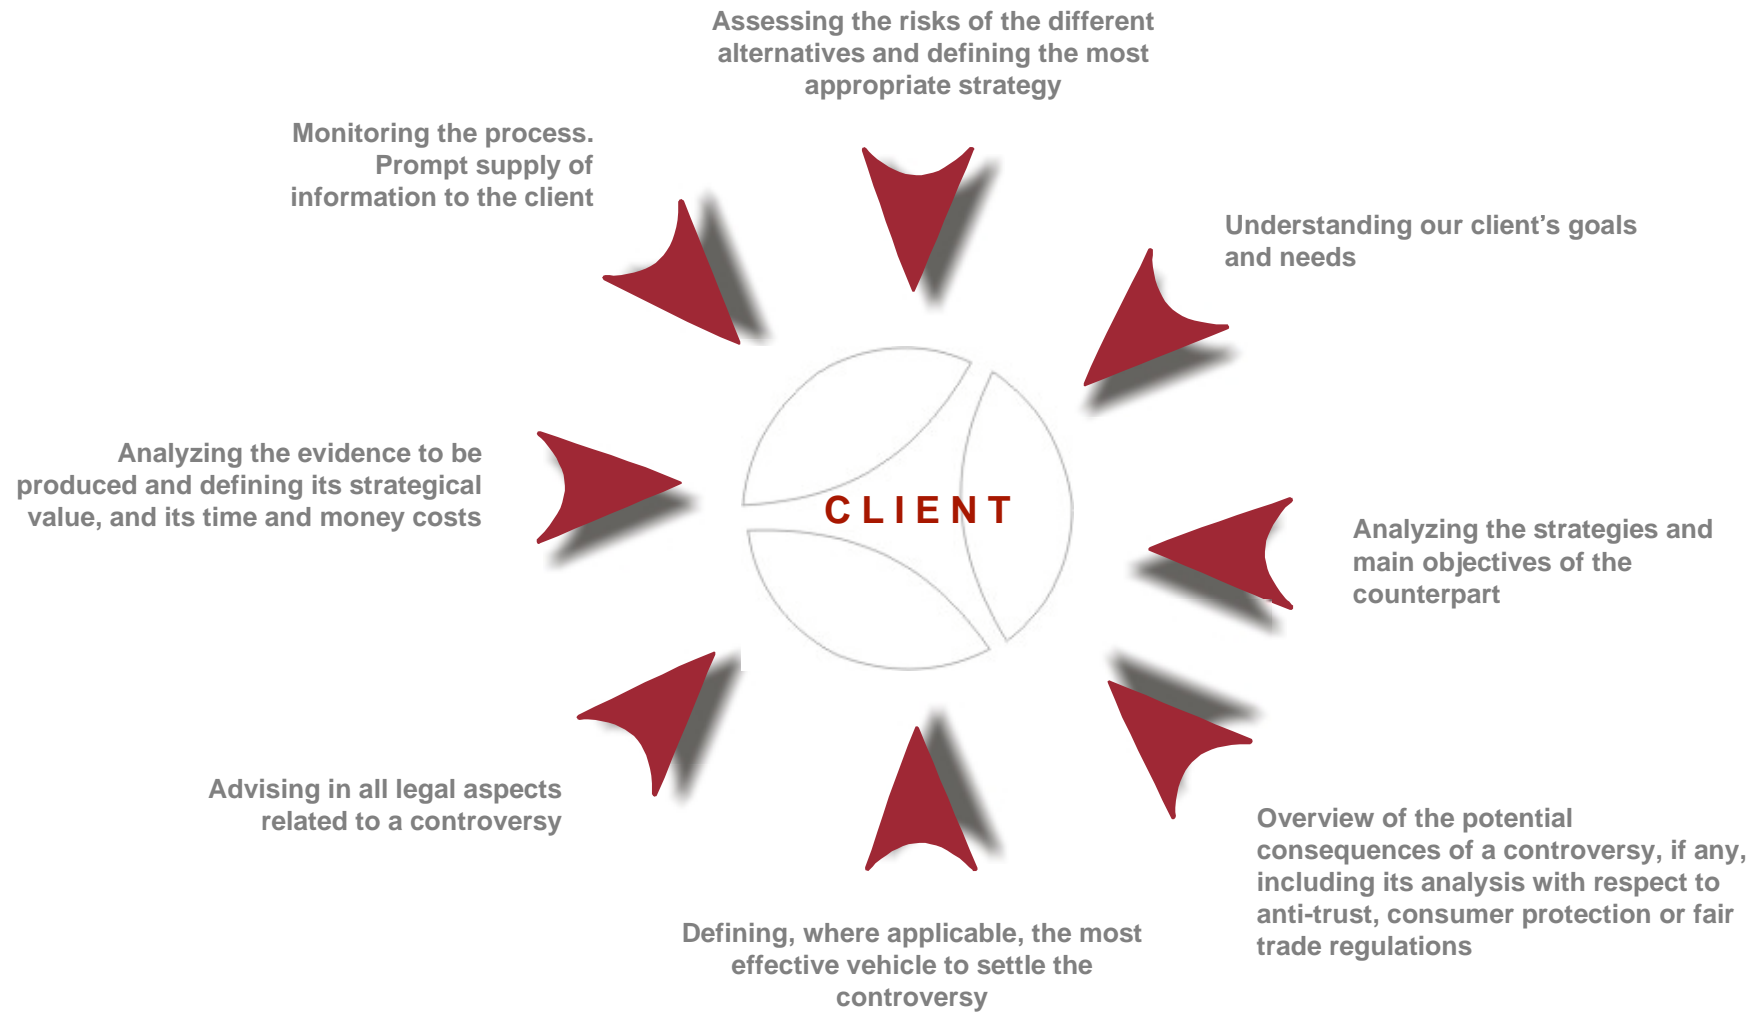 Assessing the risks of the different
alternatives and defining the most
appropriate strategy
Monitoring the process.
Prompt supply of
information to the client
Understanding our client’s goals
and needs
Analyzing the evidence to be
produced and defining its strategical
value, and its time and money costs
CLIENT
Analyzing the strategies and
main objectives of the
counterpart
Advising in all legal aspects
related to a controversy
Overview of the potential
consequences of a controversy, if any,
including its analysis with respect to
anti-trust, consumer protection or fair
trade regulations
Defining, where applicable, the most
effective vehicle to settle the
controversy